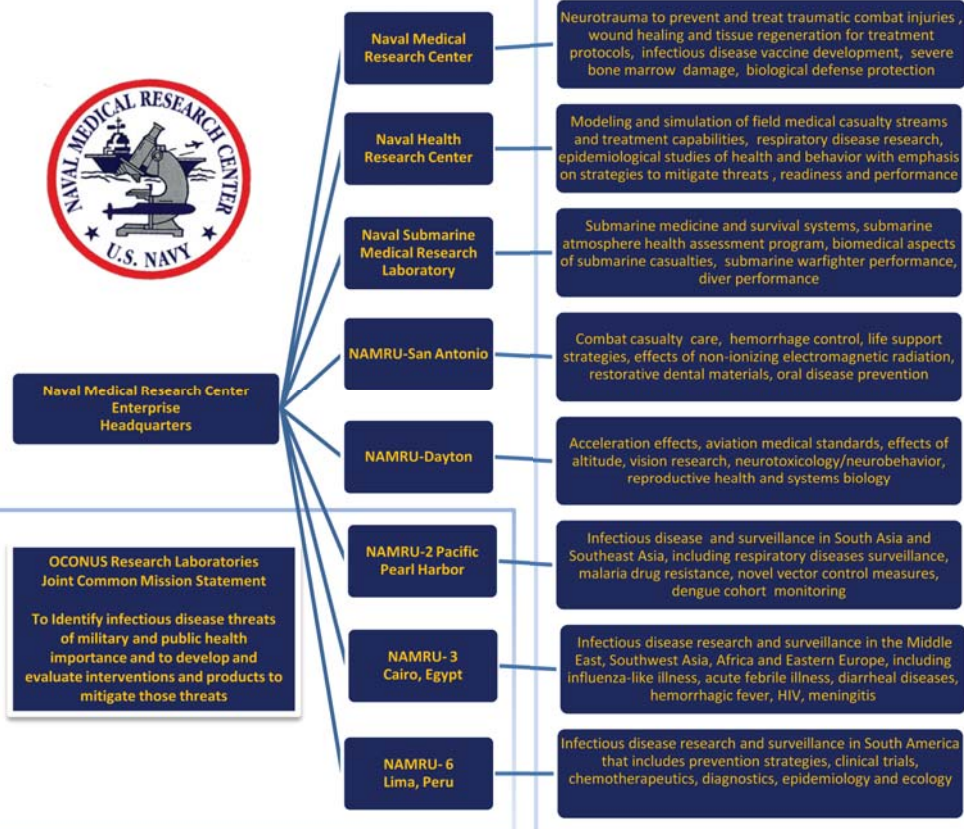 NAVAL MEDICAL RESEARCH CENTER
U.S. NAVY
Naval Medical Research Center
Enterprise
Headquarters
OCONUS Research Laboratories
Joint Common Mission Statement
To Identify infectious disease threats
of military and public health
importance and to develop and
evaluate interventions and products to
mitigate those threats
Naval Medical
Research Center
Neurotrauma to prevent and treat traumatic combat injuries ,
wound healing and tissue regeneration for treatment
protocols, infectious disease vaccine development, severe
bone marrow damage, biological defense protection
Naval Health
Research Center
Modeling and simulation of field medical casualty streams
and treatment capabilities, respiratory disease research,
epidemiological studies of health and behavior with emphasis
on strategies to mitigate threats , readiness and performance
Naval Submarine
Medical Research
Laboratory
Submarine medicine and survival systems, submarine
atmosphere health assessment program, biomedical aspects
of submarine casualties, submarine warfighter performance,
diver performance
NAMRU-San Antonio
Combat casualty care, hemorrhage control, life support
strategies, effects of non-ionizing electromagnetic radiation,
restorative dental materials, oral disease prevention
NAMRU-Dayton
Acceleration effects, aviation medical standards, effects of
altitude, vision research, neurotoxicology/neurobehavior,
reproductive health and systems biology
NAMRU-2 Pacific
Pearl Harbor
Infectious disease and surveillance in South Asia and
Southeast Asia, including respiratory diseases surveillance,
malaria drug resistance, novel vector control measures,
dengue cohort monitoring
NAMRU- 3
Cairo, Egypt
Infectious disease research and surveillance in the Middle
East, Southwest Asia, Africa and Eastern Europe, including
influenza-like illness, acute febrile illness, diarrheal diseases,
hemorrhagic fever, HIV, meningitis
NAMRU- 6
Lima, Peru
Infectious disease research and surveillance in South America
that includes prevention strategies, clinical trials,
chemotherapeutics, diagnostics, epidemiology and ecology